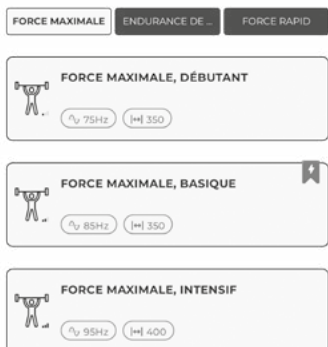 FORCE MAXIMALE
ENDURANCE DE ...
FORCE RAPID
FORCE MAXIMALE, DÉBUTANT
75Hz
350
FORCE MAXIMALE, BASIQUE
85Hz
350
FORCE MAXIMALE, INTENSIF
95Hz
400